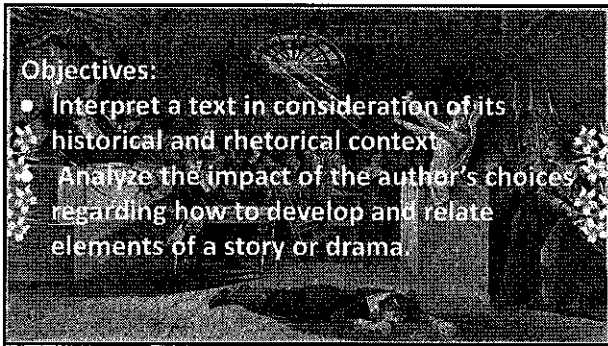 Objectives:
● Interpret a text in consideration of its
historical and rhetorical context
● Analyze the impact of the author's choices
regarding how to develop and relate
elements of a story or drama.